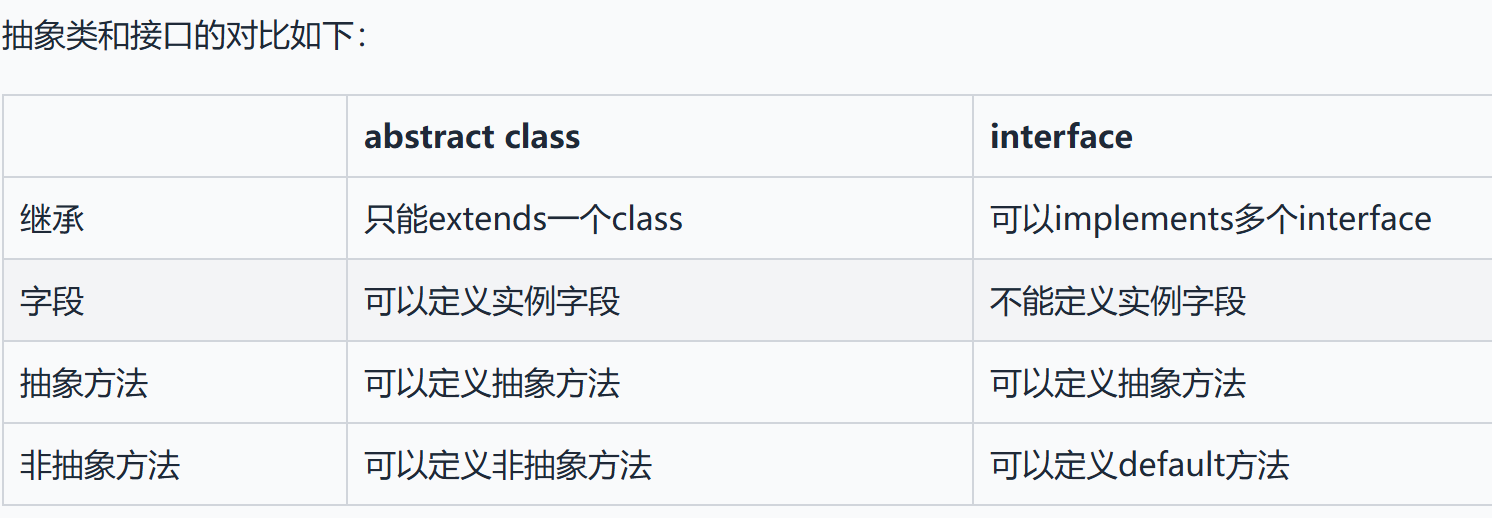 抽象类和接口的对比如下：
abstract class interface
继承 只能extends一个class 可以implements多个interface
字段 可以定义实例字段 不能定义实例字段
抽象方法 可以定义抽象方法 可以定义抽象方法
非抽象方法 可以定义非抽象方法 可以定义default方法